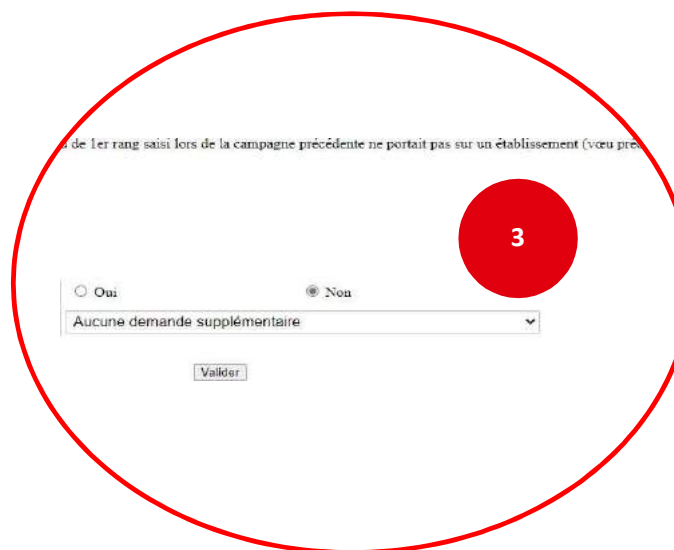 de 1er rang saisi lors de la campagne précédente ne portait pas sur un établissement (vœu
3
Oui Non
Aucune demande supplémentaire
Valider